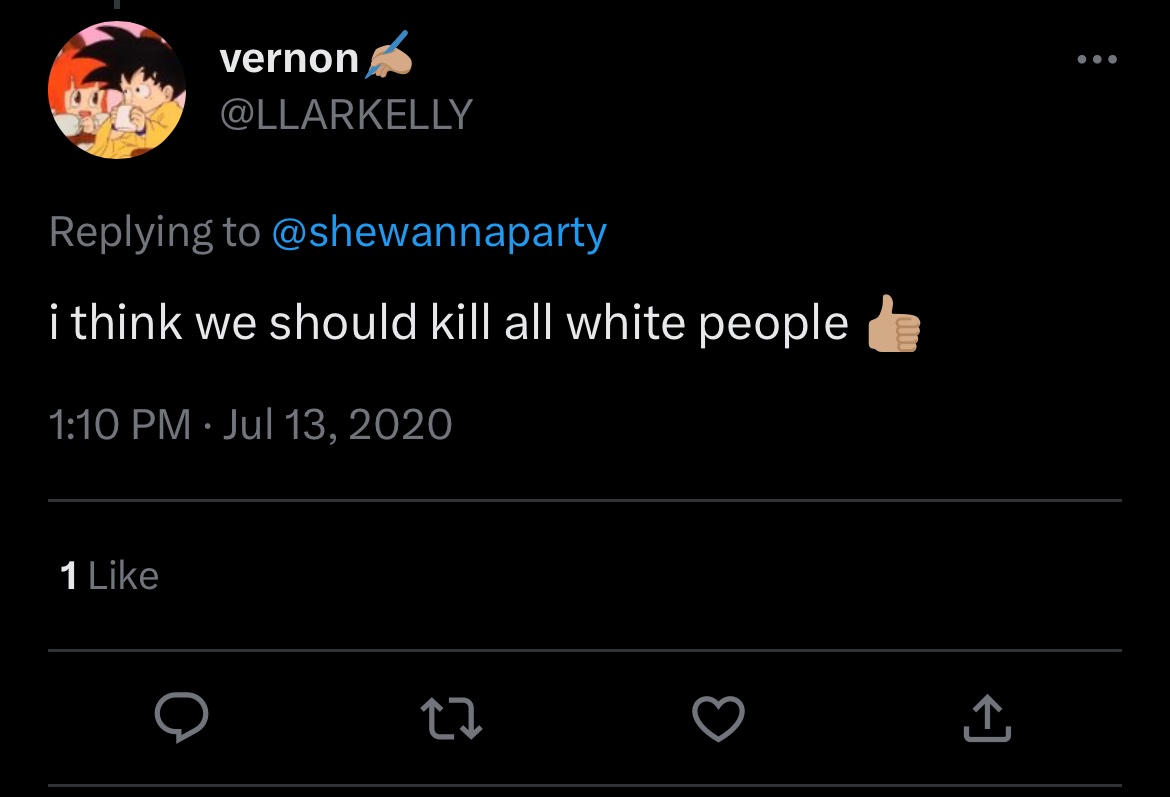 vernon✍🏼
@LLARKELLY
Replying to @shewannaparty
i think we should kill all white people 👍🏼
1:10 PM · Jul 13, 2020
1 Like